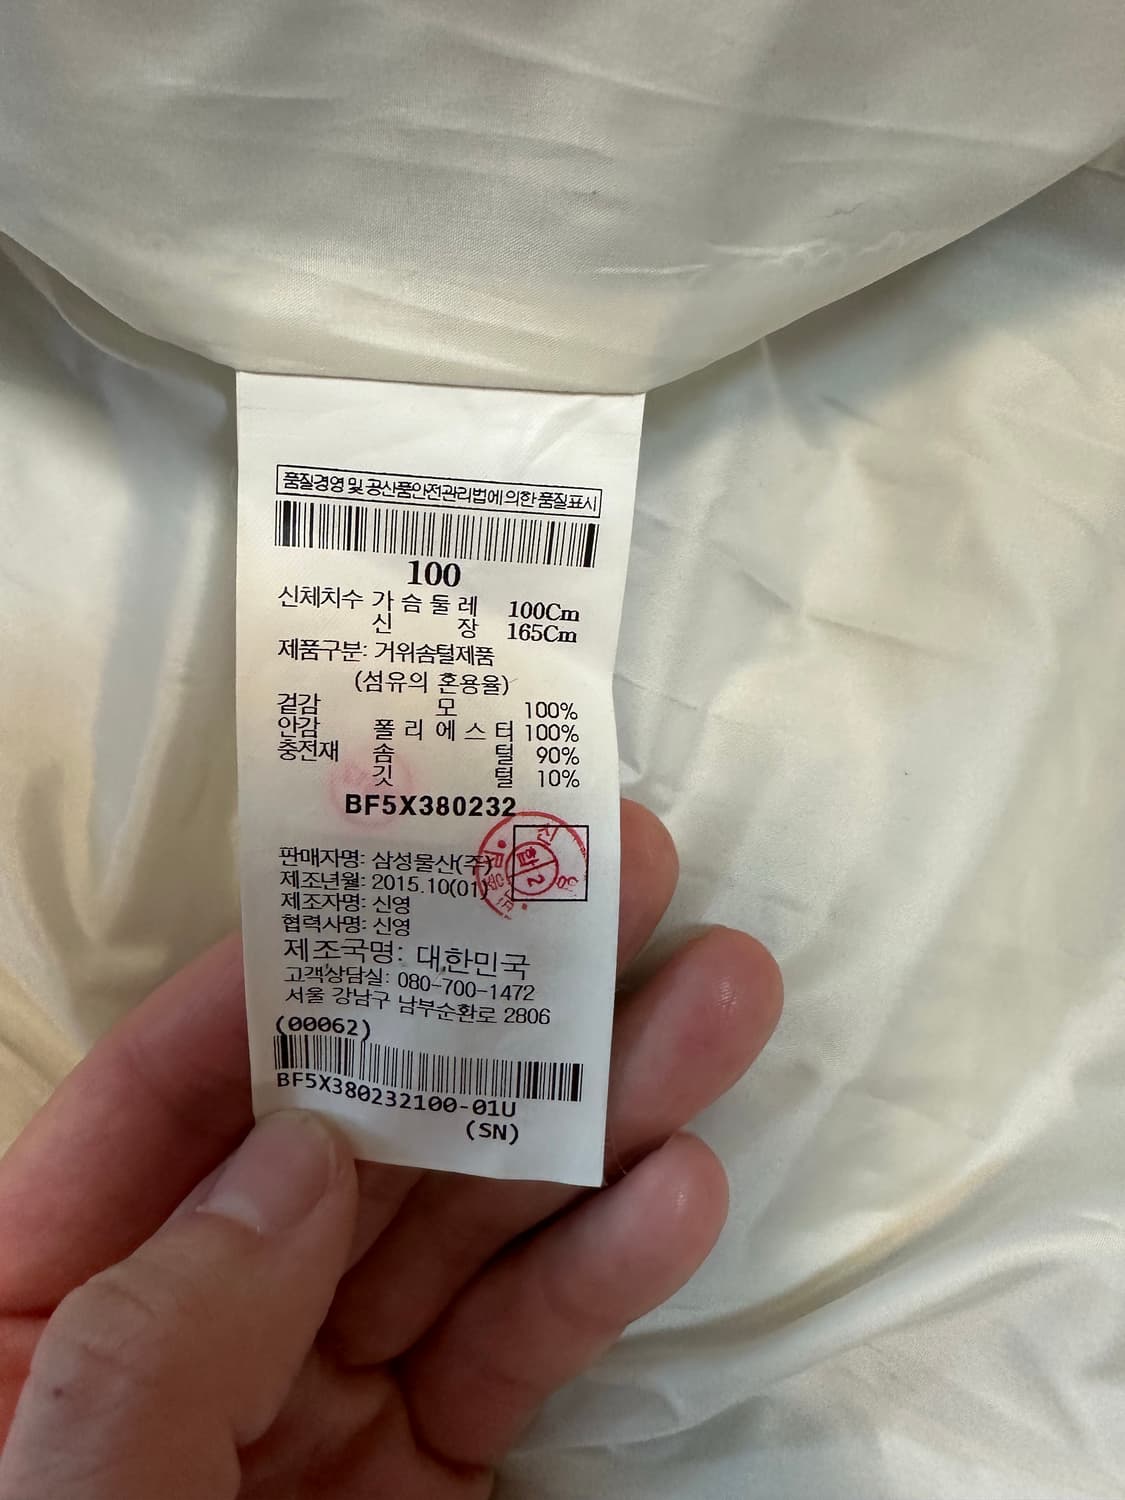 품질경영 및 공산품안전관리법에 의한 품질표시
100
신체치수 가 슴 둘 레 100Cm
신 장 165Cm
제품구분: 거위솜털제품
(섬유의 혼용율)
겉감 모 100%
안감 폴 리 에 스 터 100%
충전재 솜 털 90%
깃 털 10%
BF5X380232
판매자명: 삼성물산(주)
제조년월: 2015.10(01)
제조자명: 신영
협력사명: 신영
제조국명: 대한민국
고객상담실: 080-700-1472
서울 강남구 남부순환로 2806
(00062)
BF5X380232100-01U
(SN)
합
2